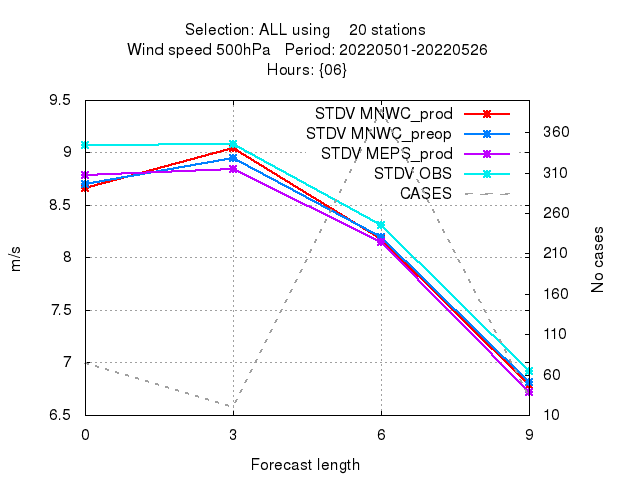 Selection: ALL using 20 stations
Wind speed 500hPa Period: 20220501-20220526
Hours: {06}
STDV MNWC_prod
STDV MNWC_preop
STDV MEPS_prod
STDV OBS
CASES
9.5
9
8.5
8
7.5
7
6.5
m/s
360
310
260
210
160
110
60
10
No cases
0 3 6 9
Forecast length